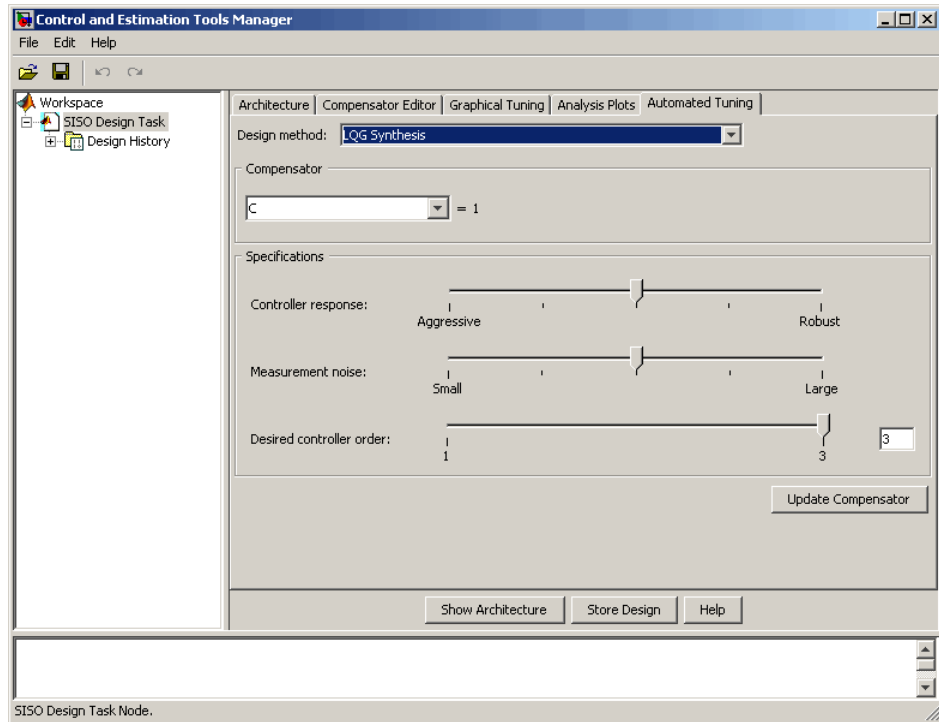 Control and Estimation Tools Manager
File Edit Help
Workspace
SISO Design Task
Design History
Architecture Compensator Editor Graphical Tuning Analysis Plots Automated Tuning
Design method: LQG Synthesis
Compensator
C = 1
Specifications
Controller response:
Aggressive Robust
Measurement noise:
Small Large
Desired controller order: 3
1 3
Update Compensator
Show Architecture Store Design Help
SISO Design Task Node.